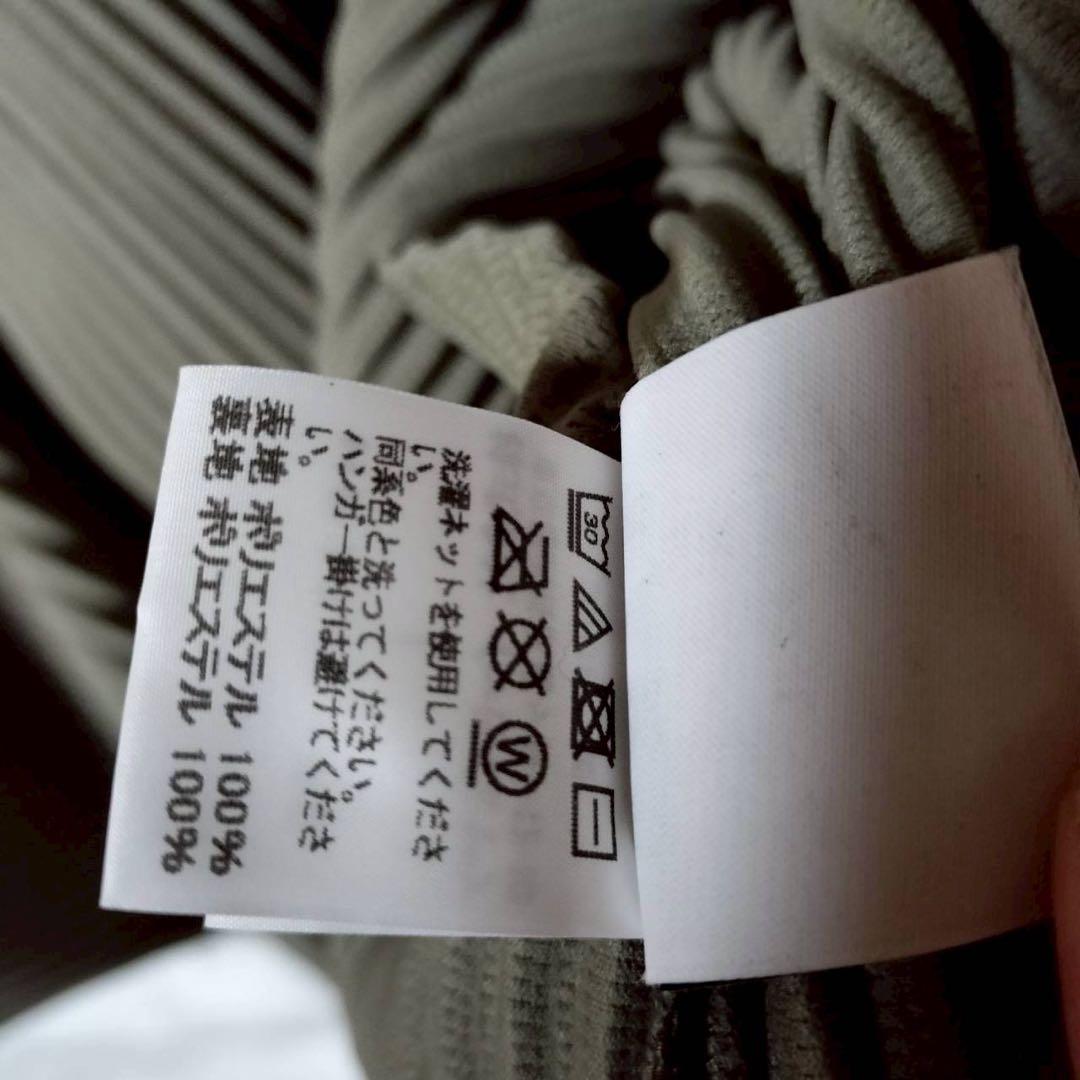 30
W
洗濯ネットを使用してくださ
い。
同系色と洗ってください。
ハンガー掛けは避けてくださ
い。
表地 ポリエステル 100%
裏地 ポリエステル 100%